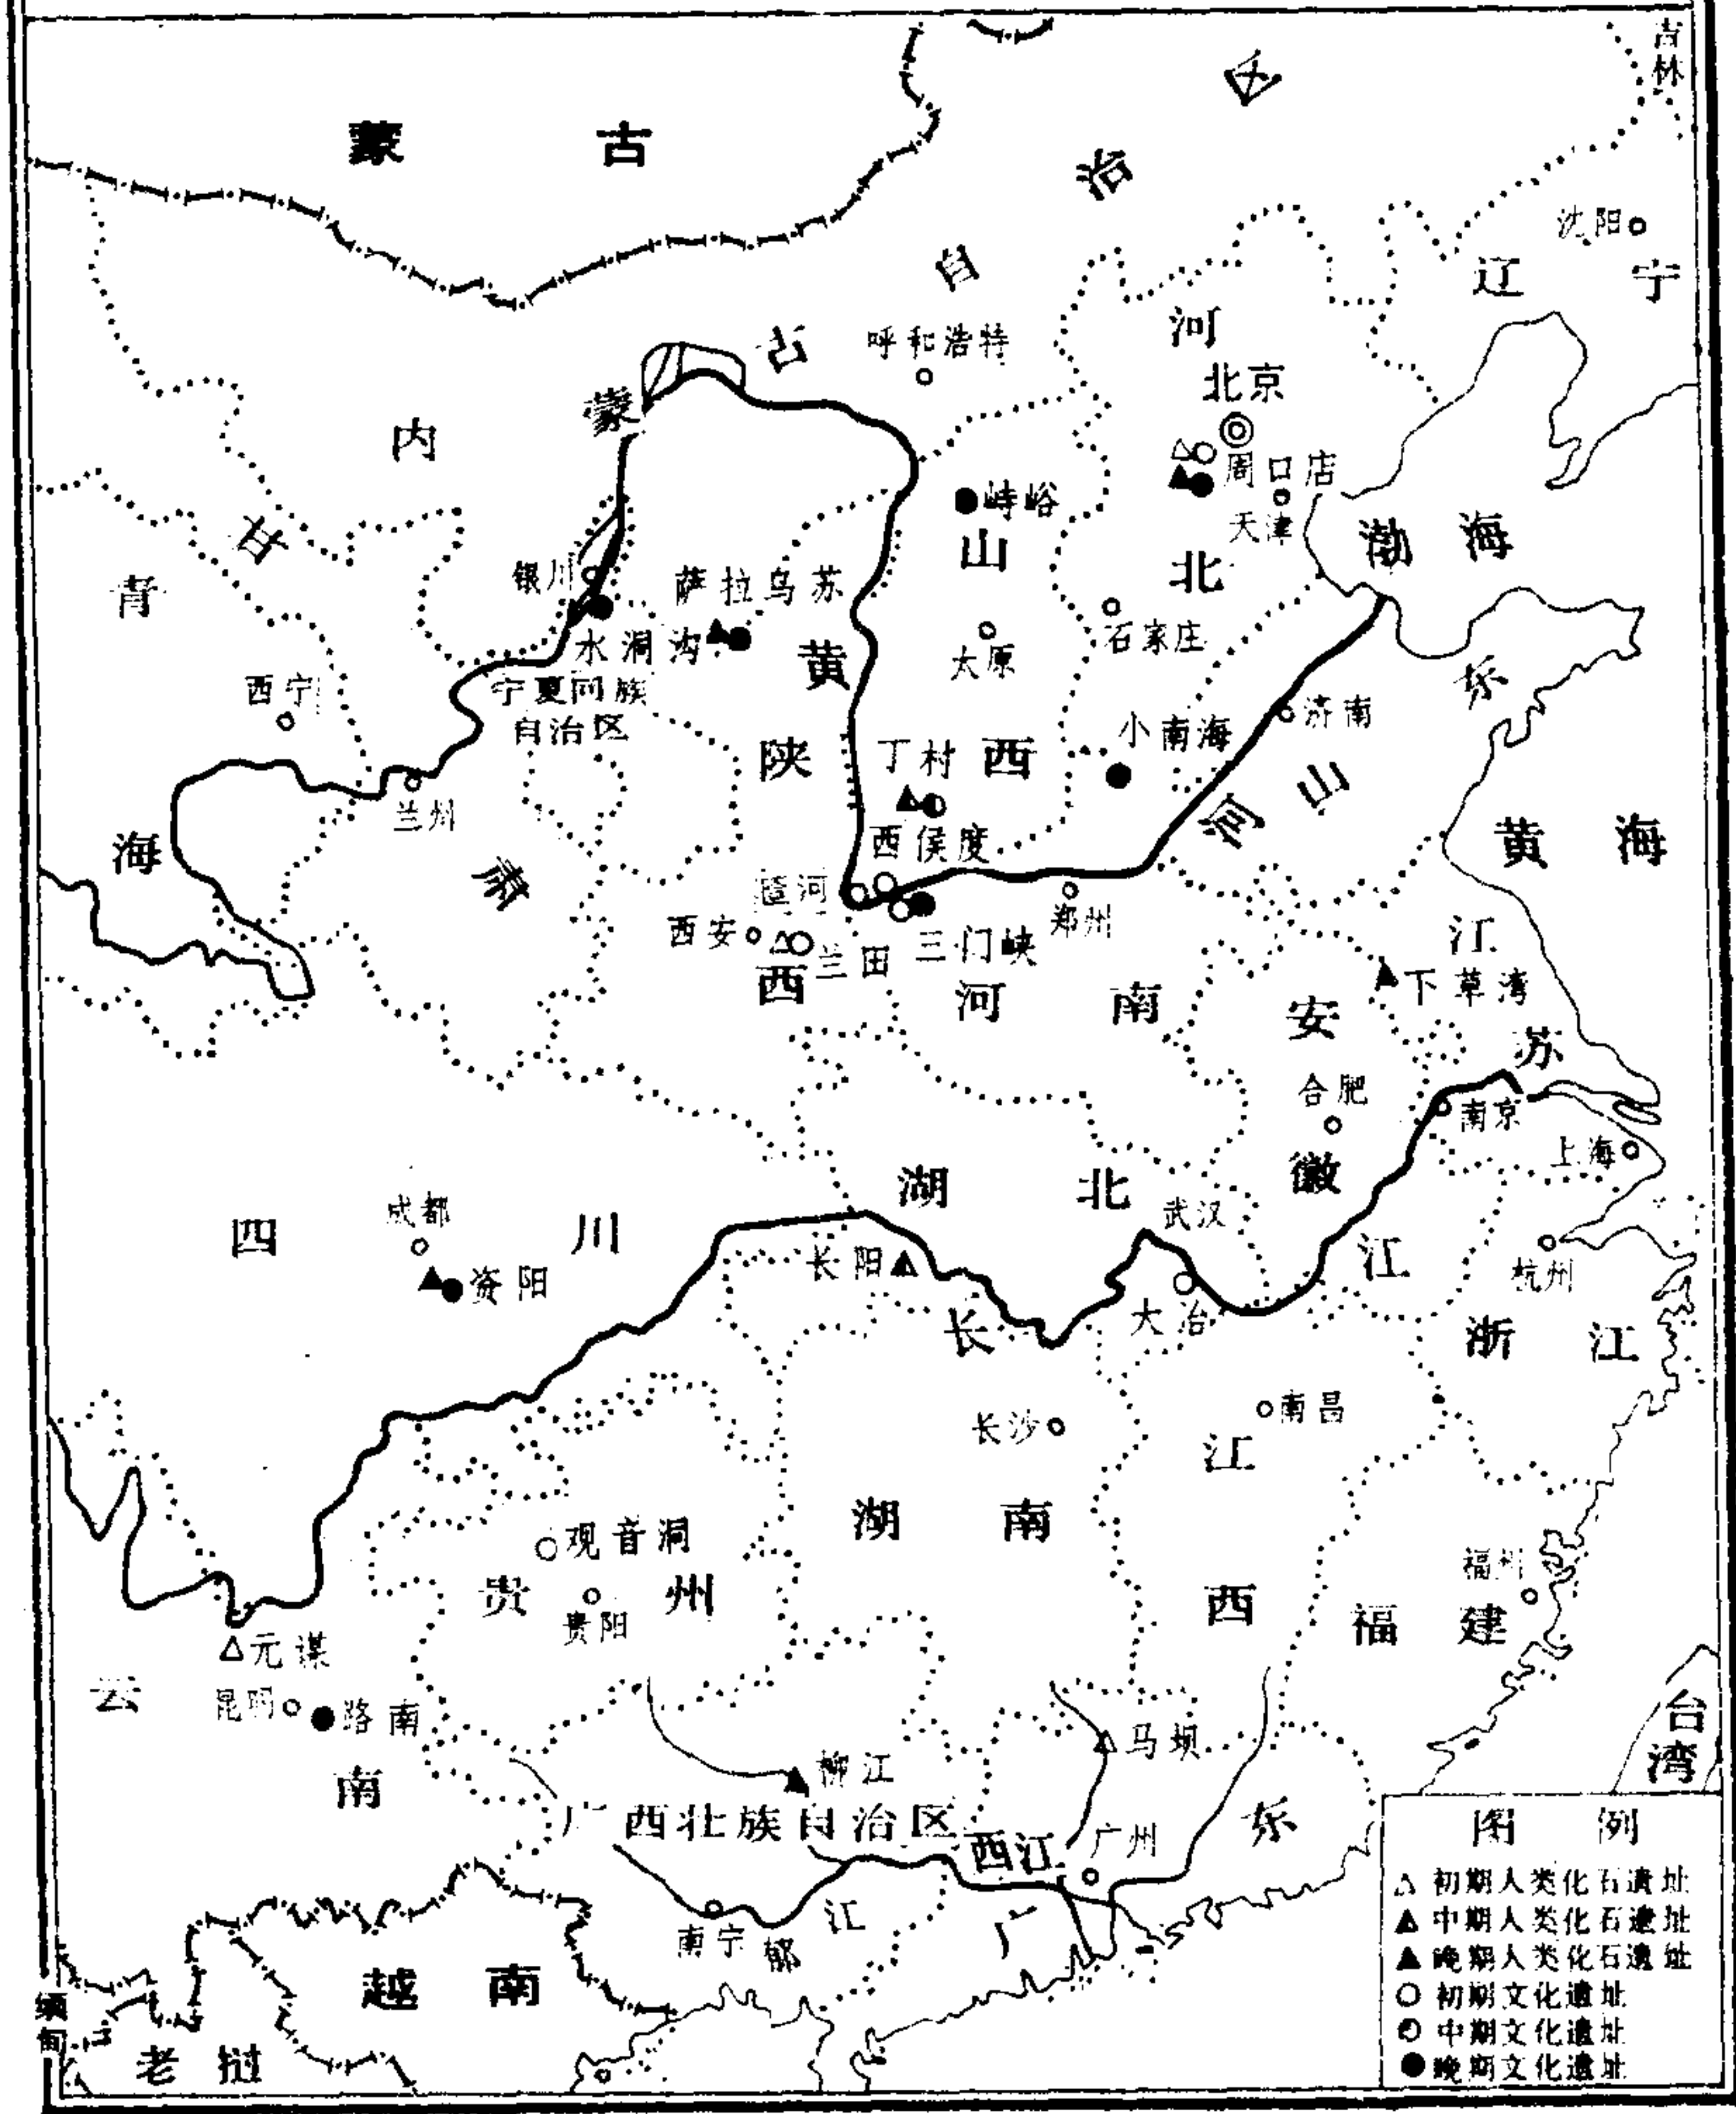 吉林
蒙古
区
治
自
古
蒙
内
沈阳
辽宁
呼和浩特
河
北京
周口店
天津
渤海
峙峪
山
北
银川
萨拉乌苏
水洞沟
宁夏回族
自治区
青
甘
西宁
黄
太原
石家庄
济南
东
小南海
陕
丁村
西
河
山
兰州
西侯度
黄海
海
肃
匼河
西安
兰田
三门峡
郑州
江
西
河南
安
下草湾
苏
合肥
南京
上海
湖北
徽
武汉
成都
四川
长阳
资阳
江
杭州
大冶
长
浙江
南昌
长沙
江
湖南
观音洞
贵州
贵阳
西
福州
福建
元谋
云
昆明
路南
南
马坝
台湾
柳江
广西壮族自治区
西江
广州
东
南宁
郁
江
广
越南
缅甸
老挝
图例
初期人类化石遗址
中期人类化石遗址
晚期人类化石遗址
初期文化遗址
中期文化遗址
晚期文化遗址